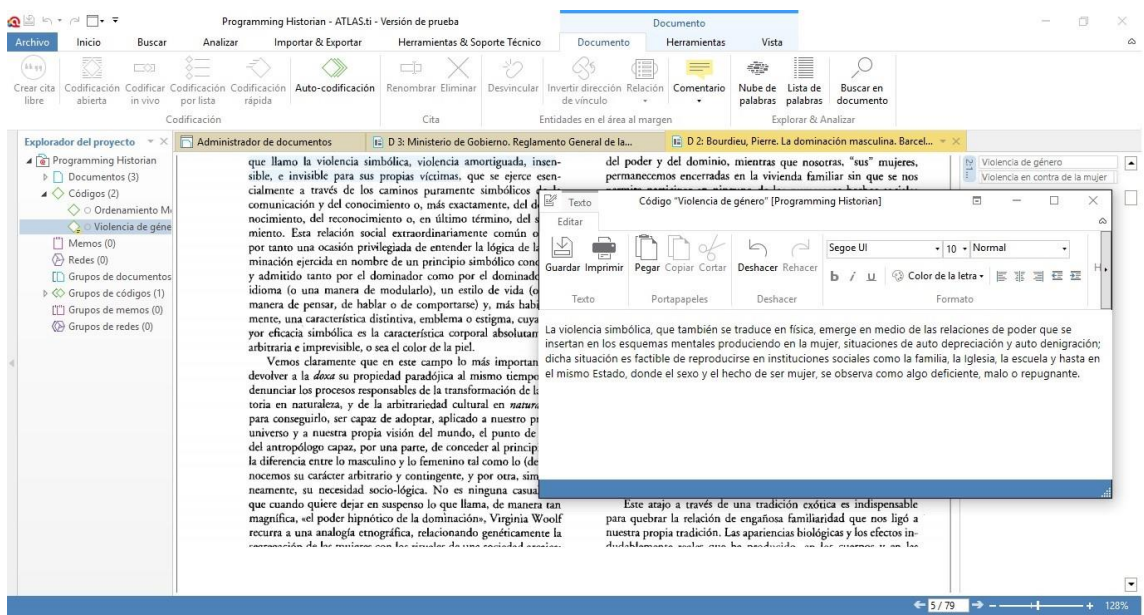 Programming Historian - ATLAS.ti - Versión de prueba
Documento
Archivo Inicio Buscar Analizar Importar & Exportar Herramientas & Soporte Técnico Documento Herramientas Vista
Crear cita libre
Codificación abierta
Codificar in vivo
Codificación por lista
Codificación rápida
Auto-codificación
Renombrar Eliminar
Desvincular
Invertir dirección de vínculo
Relación
Comentario
Nube de palabras
Lista de palabras
Buscar en documento
Codificación Cita Entidades en el área al margen Explorar & Analizar
Explorador del proyecto
Programming Historian
Documentos (3)
Códigos (2)
Ordenamiento
Violencia de géne
Memos (0)
Redes (0)
Grupos de documentos
Grupos de códigos (1)
Grupos de memos (0)
Grupos de redes (0)
Administrador de documentos
D 3: Ministerio de Gobierno. Reglamento General de la...
D 2: Bourdieu, Pierre. La dominación masculina. Barcel...
que llamo la violencia simbólica, violencia amortiguada, insen-
sible, e invisible para sus propias víctimas, que se ejerce esen-
cialmente a través de los caminos puramente simbólicos de la
comunicación y del conocimiento o, más exactamente, del
nocimiento, del reconocimiento o, en último término, del
miento. Esta relación social extraordinariamente común
por tanto una ocasión privilegiada de entender la lógica de
minación ejercida en nombre de un principio simbólico
y admitido tanto por el dominador como por el
idioma (o una manera de modularlo), un estilo de vida (o
manera de pensar, de hablar o de comportarse) y, más
mente, una característica distintiva, emblema o estigma, cuya
yor eficacia simbólica es la característica corporal
arbitraria e imprevisible, o sea el color de la piel.
Vemos claramente que en este campo lo más
devolver a la doxa su propiedad paradójica al mismo tiempo
denunciar los procesos responsables de la transformación de
toria en naturaleza, y de la arbitrariedad cultural en
para conseguirlo, ser capaz de adoptar, aplicado a nuestro
universo y a nuestra propia visión del mundo, el punto de
del antropólogo capaz, por una parte, de conceder al
la diferencia entre lo masculino y lo femenino tal como lo
nocemos su carácter arbitrario y contingente, y por otra,
neamente, su necesidad socio-lógica. No es ninguna
que cuando quiere dejar en suspenso lo que llama, de manera tan
magnífica, «el poder hipnótico de la dominación», Virginia Woolf
recurra a una analogía etnográfica, relacionando genéticamente la
del poder y del dominio, mientras que nosotras, "sus" mujeres,
permanecemos encerradas en la vivienda familiar sin que se nos
Texto Código "Violencia de género" [Programming Historian]
Editar
Guardar Imprimir Pegar Copiar Cortar Deshacer Rehacer
Segoe UI 10 Normal
b i u Color de la letra
Texto Portapapeles Deshacer Formato
La violencia simbólica, que también se traduce en física, emerge en medio de las relaciones de poder que se
insertan en los esquemas mentales produciendo en la mujer, situaciones de auto depreciación y auto denigración;
dicha situación es factible de reproducirse en instituciones sociales como la familia, la Iglesia, la escuela y hasta en
el mismo Estado, donde el sexo y el hecho de ser mujer, se observa como algo deficiente, malo o repugnante.
Este atajo a través de una tradición exótica es indispensable
para quebrar la relación de engañosa familiaridad que nos ligó a
nuestra propia tradición. Las apariencias biológicas y los efectos in-
Violencia de género
Violencia en contra de la mujer
5 / 79
128%